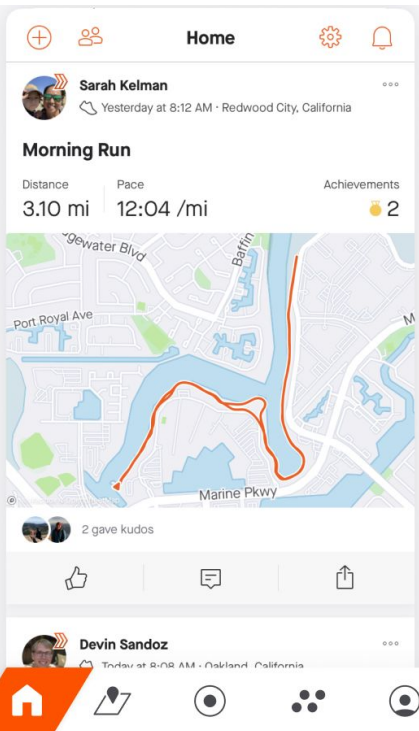 Home
Sarah Kelman
Yesterday at 8:12 AM · Redwood City, California
Morning Run
Distance
Pace
Achievements
3.10 mi
12:04 /mi
2
gewater Blvd
Baffin
Port Royal Ave
M
Marine Pkwy
2 gave kudos
Devin Sandoz
Today at 8:08 AM · Oakland, California